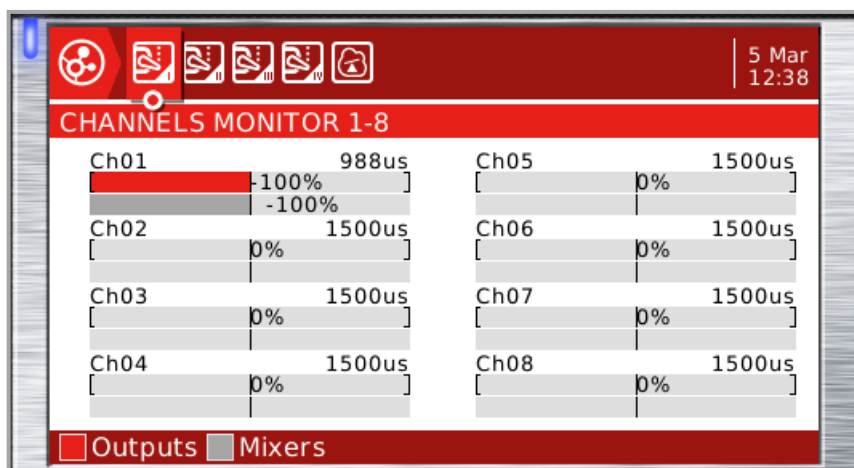 5 Mar
12:38
CHANNELS MONITOR 1-8
Ch01 988us
-100%
-100%
Ch02 1500us
0%
Ch03 1500us
0%
Ch04 1500us
0%
Ch05 1500us
0%
Ch06 1500us
0%
Ch07 1500us
0%
Ch08 1500us
0%
Outputs Mixers